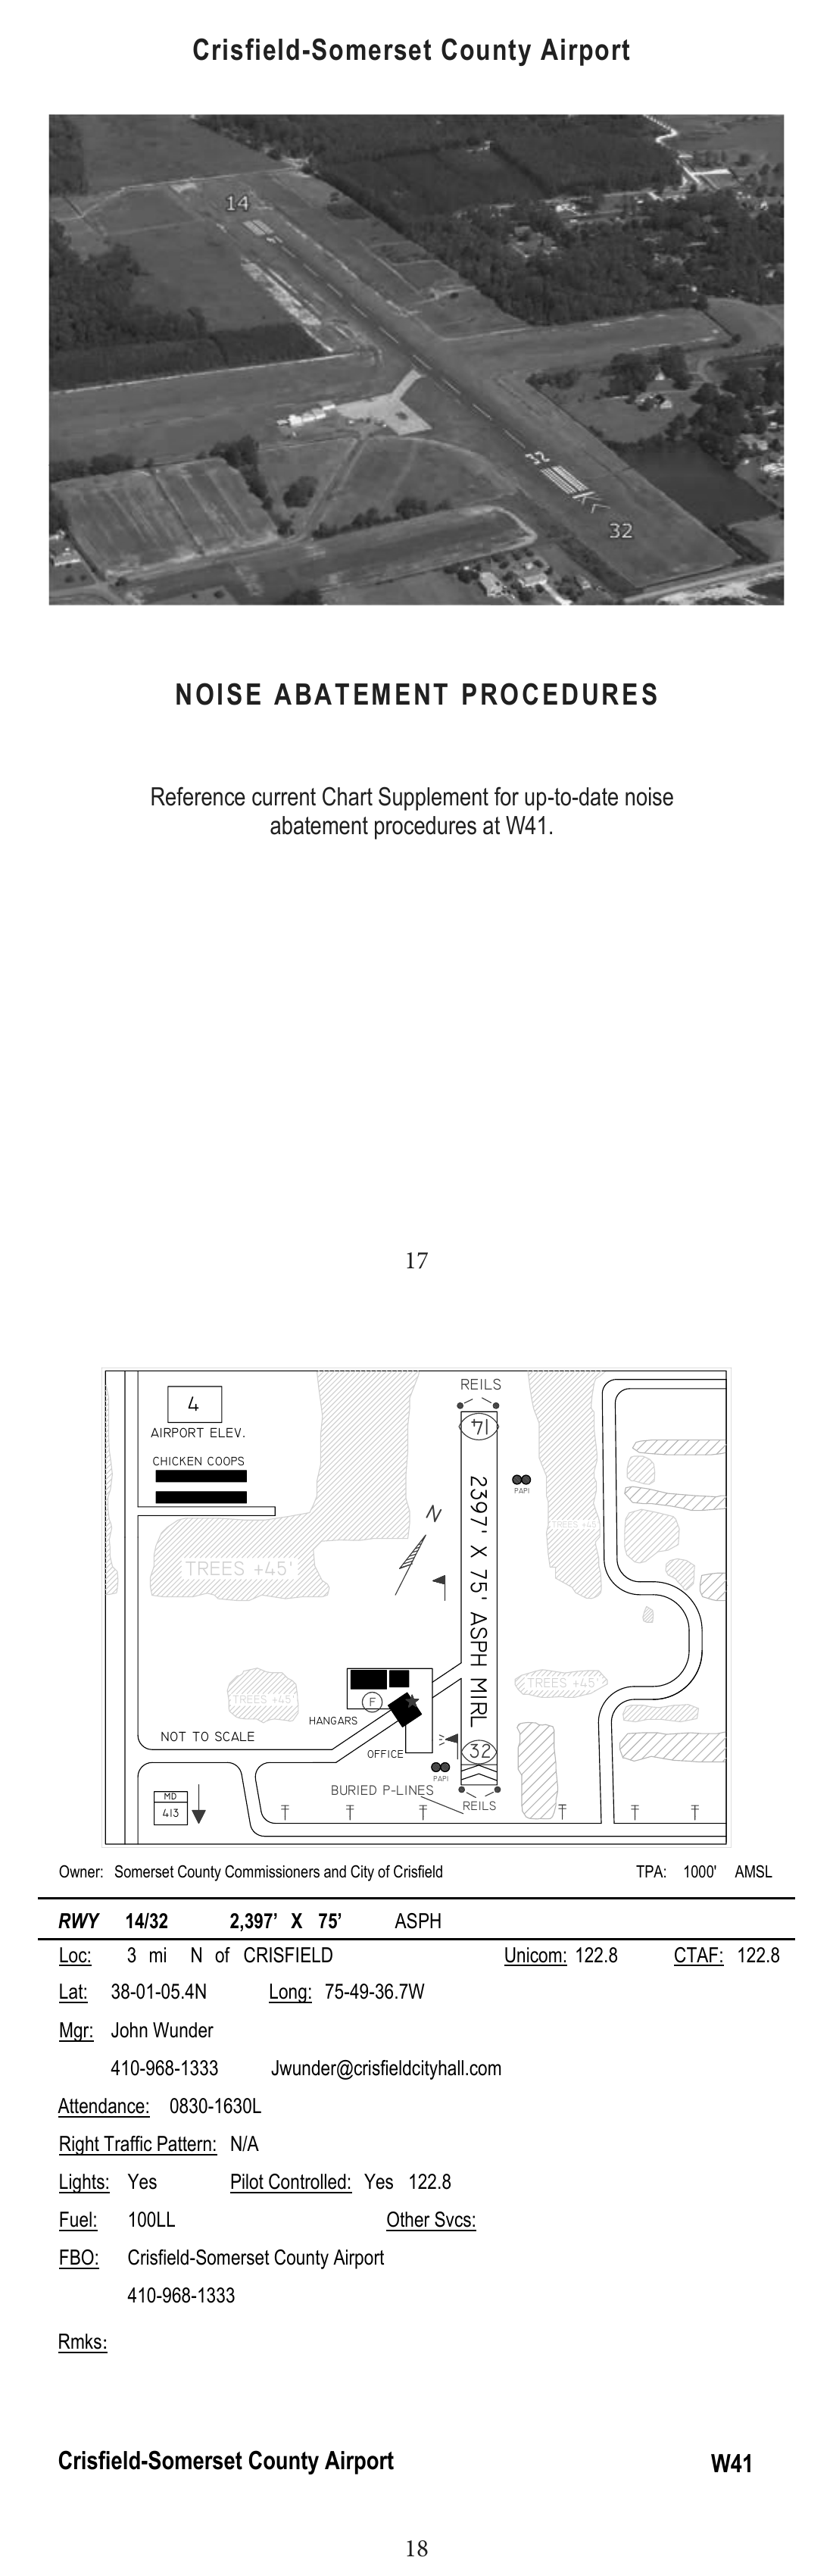 Crisfield-Somerset County Airport
14
32
NOISE ABATEMENT PROCEDURES
Reference current Chart Supplement for up-to-date noise
abatement procedures at W41.
17
REILS
4
14
AIRPORT ELEV.
CHICKEN COOPS
PAPI
N
TREES +45'
TREES +45'
2397' X 75' ASPH MIRL
TREES +45'
TREES +45'
F
HANGARS
NOT TO SCALE
OFFICE
32
PAPI
BURIED P-LINES
MD
413
REILS
Owner: Somerset County Commissioners and City of Crisfield TPA: 1000' AMSL
RWY 14/32 2,397' X 75' ASPH
Loc: 3 mi N of CRISFIELD Unicom: 122.8 CTAF: 122.8
Lat: 38-01-05.4N Long: 75-49-36.7W
Mgr: John Wunder
410-968-1333 Jwunder@crisfieldcityhall.com
Attendance: 0830-1630L
Right Traffic Pattern: N/A
Lights: Yes Pilot Controlled: Yes 122.8
Fuel: 100LL Other Svcs:
FBO: Crisfield-Somerset County Airport
410-968-1333
Rmks:
Crisfield-Somerset County Airport W41
18